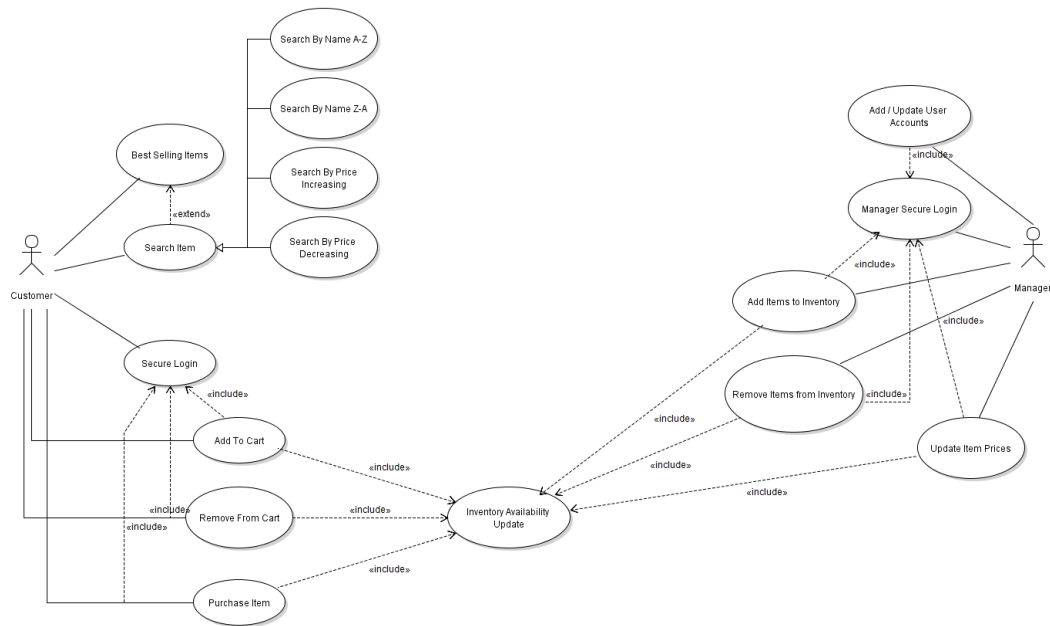 Search By Name A-Z
Search By Name Z-A
Add / Update User
Accounts
Best Selling Items
«include»
Search By Price
Increasing
Manager Secure Login
«extend»
Search Item
Search By Price
Decreasing
«include»
Customer
Manager
Add Items to Inventory
«include»
Secure Login
«include»
Remove Items from Inventory
«include»
«include»
Add To Cart
Update Item Prices
«include»
«include»
«include»
«include»
Remove From Cart
«include»
«include»
Inventory Availability
Update
«include»
«include»
Purchase Item